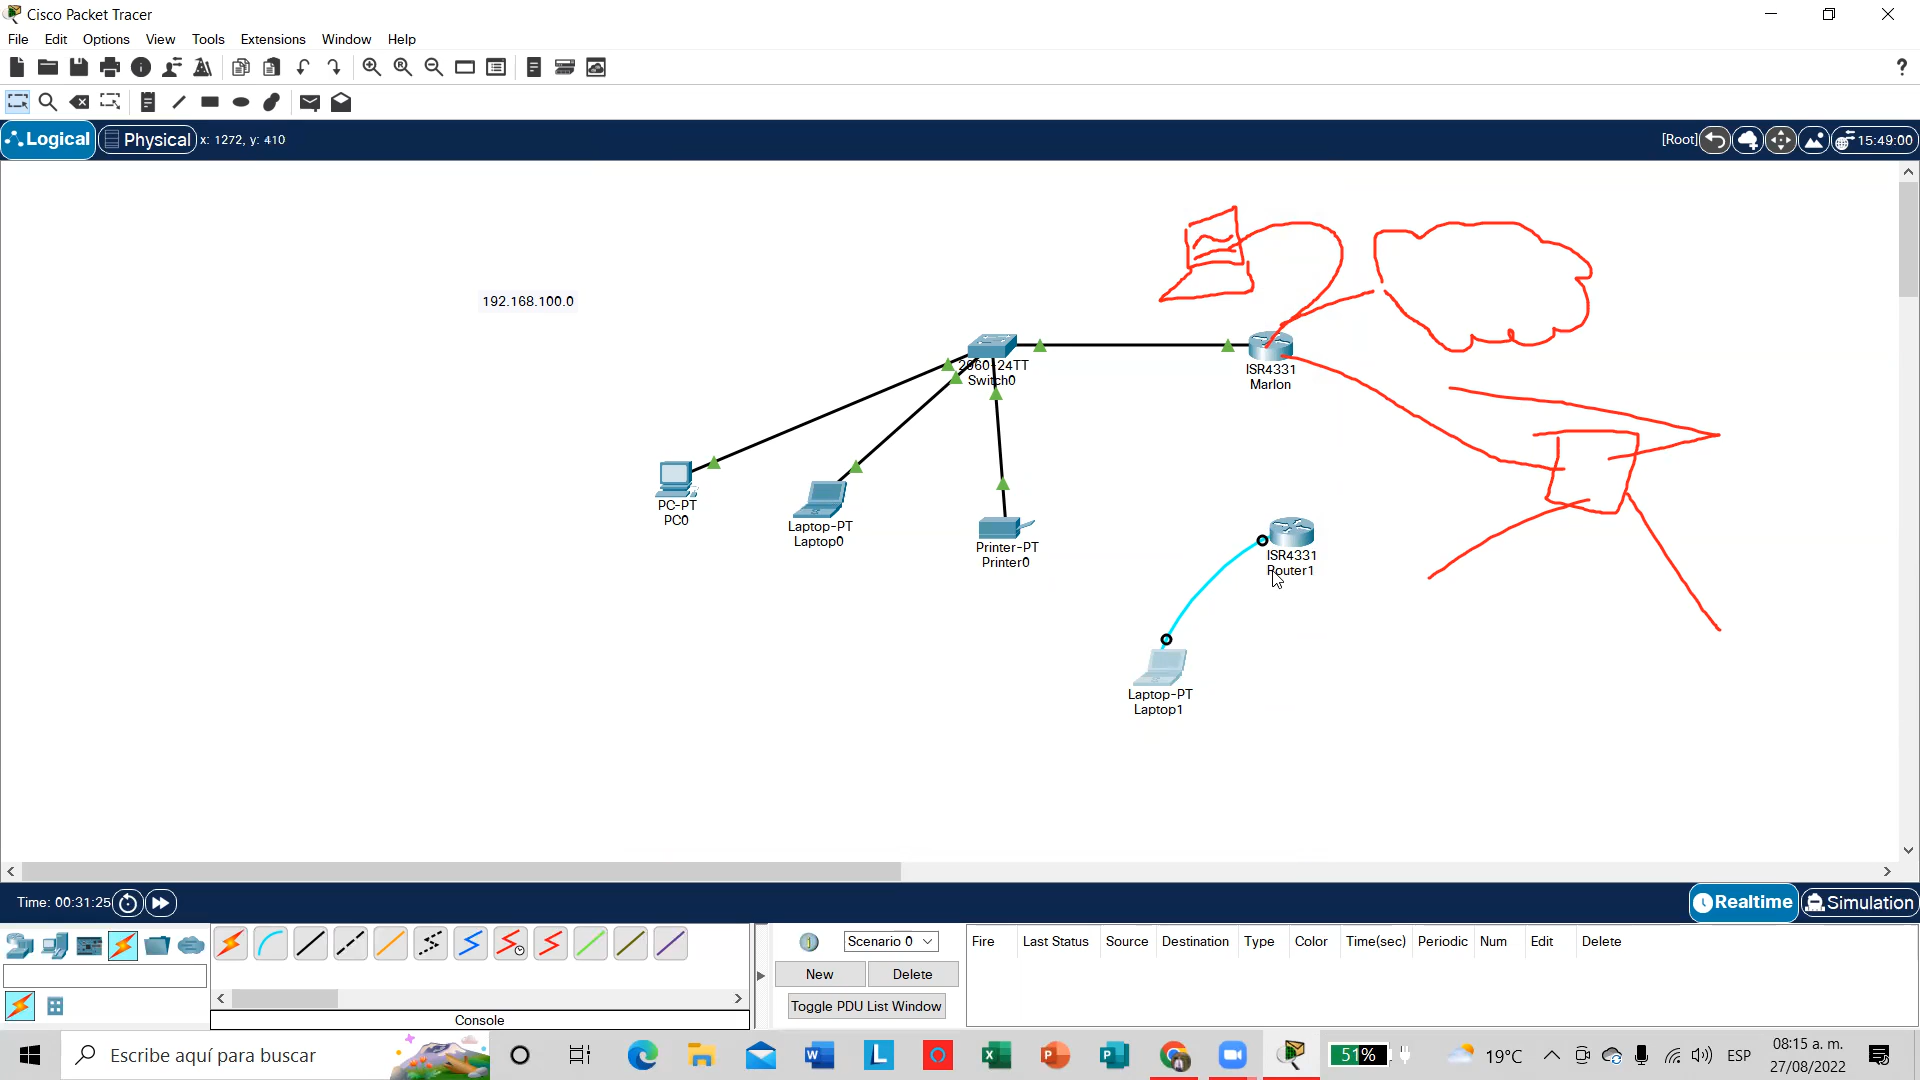 Cisco Packet Tracer
File Edit Options View Tools Extensions Window Help
?
Logical Physical x: 1272, y: 410 [Root] 15:49:00
192.168.100.0
2960-24TT
Switch0
ISR4331
Marlon
PC-PT
PC0
Laptop-PT
Laptop0
Printer-PT
Printer0
ISR4331
Router1
Laptop-PT
Laptop1
Time: 00:31:25 Realtime Simulation
Scenario 0 Fire Last Status Source Destination Type Color Time(sec) Periodic Num Edit Delete
New Delete
Toggle PDU List Window
Console
Escribe aquí para buscar 51% 19°C ESP 08:15 a. m.
27/08/2022